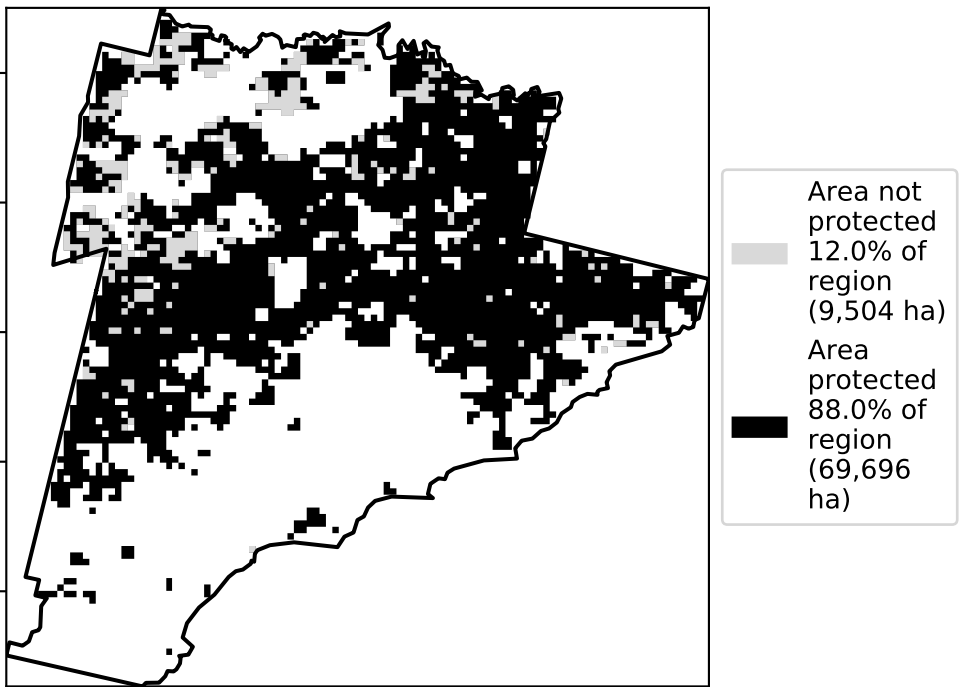 Area not
protected
12.0% of
region
(9,504 ha)
Area
protected
88.0% of
region
(69,696
ha)